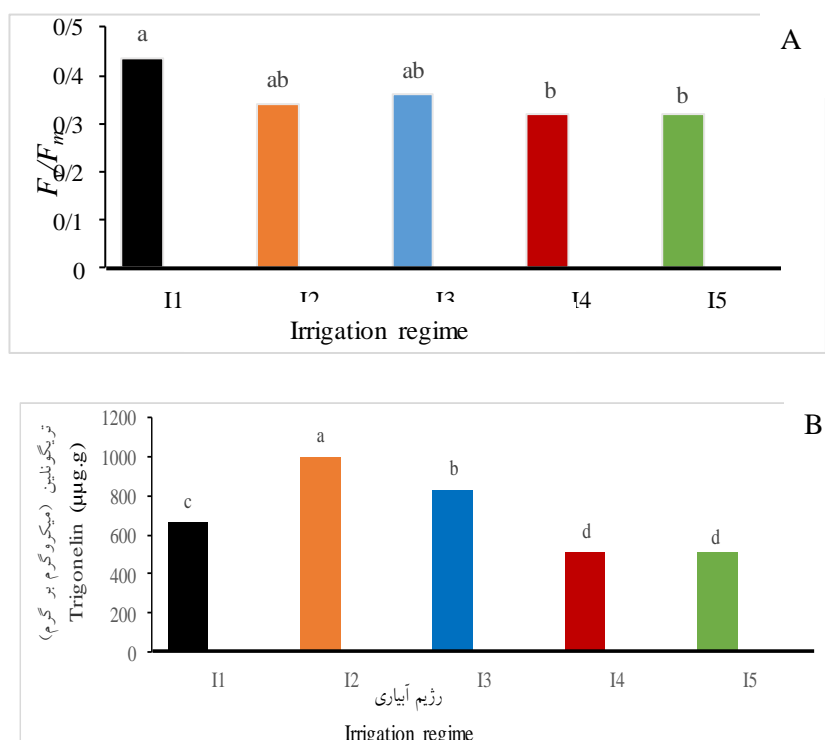 A
0/5
0/4
0/3
0/2
0/1
0
Fv/Fm
a
ab
ab
b
b
I1
I2
I3
I4
I5
Irrigation regime
B
1200
1000
800
600
400
200
0
تریگونلین (میکروگرم بر گرم)
Trigonelin (µµg.g)
c
a
b
d
d
I1
I2
I3
I4
I5
رژیم آبیاری
Irrigation regime